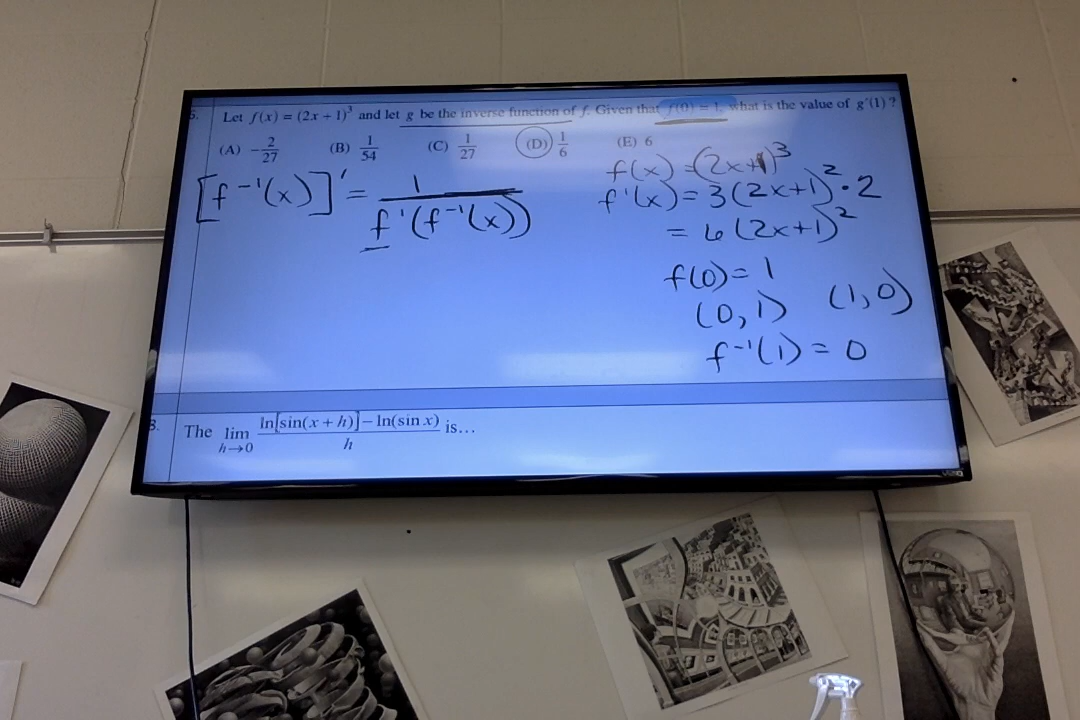 5. Let f(x) = (2x + 1)³ and let g be the inverse function of f. Given that f(0) = 1, what is the value of g'(1)?
(A) -2/27 (B) 1/54 (C) 1/27 (D) 1/6 (E) 6
[f⁻¹(x)]' = 1/f'(f⁻¹(x))
f(x) = (2x+1)³
f'(x) = 3(2x+1)²·2
= 6(2x+1)²
f(0) = 1
(0,1) (1,0)
f⁻¹(1) = 0
3. The lim h→0 ln[sin(x + h)] – ln(sin x)/h is...